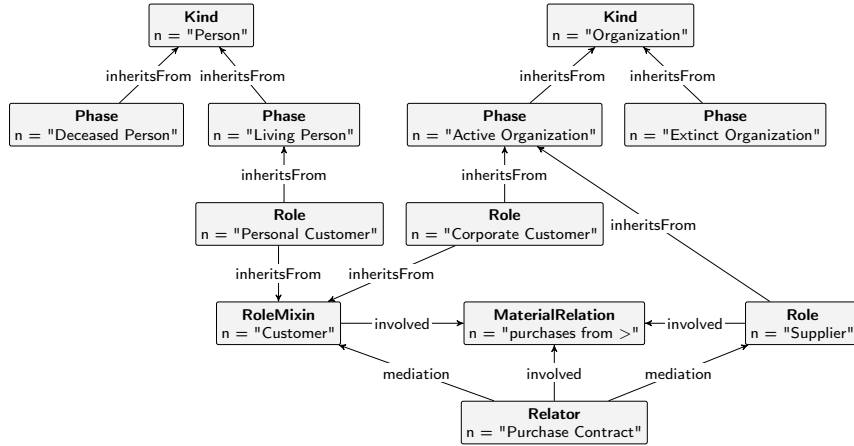 Kind
n = "Person"
Kind
n = "Organization"
inheritsFrom
inheritsFrom
inheritsFrom
inheritsFrom
Phase
n = "Deceased Person"
Phase
n = "Living Person"
Phase
n = "Active Organization"
Phase
n = "Extinct Organization"
inheritsFrom
inheritsFrom
Role
n = "Personal Customer"
Role
n = "Corporate Customer"
inheritsFrom
inheritsFrom
inheritsFrom
RoleMixin
n = "Customer"
involved
MaterialRelation
n = "purchases from >"
involved
Role
n = "Supplier"
mediation
involved
mediation
Relator
n = "Purchase Contract"